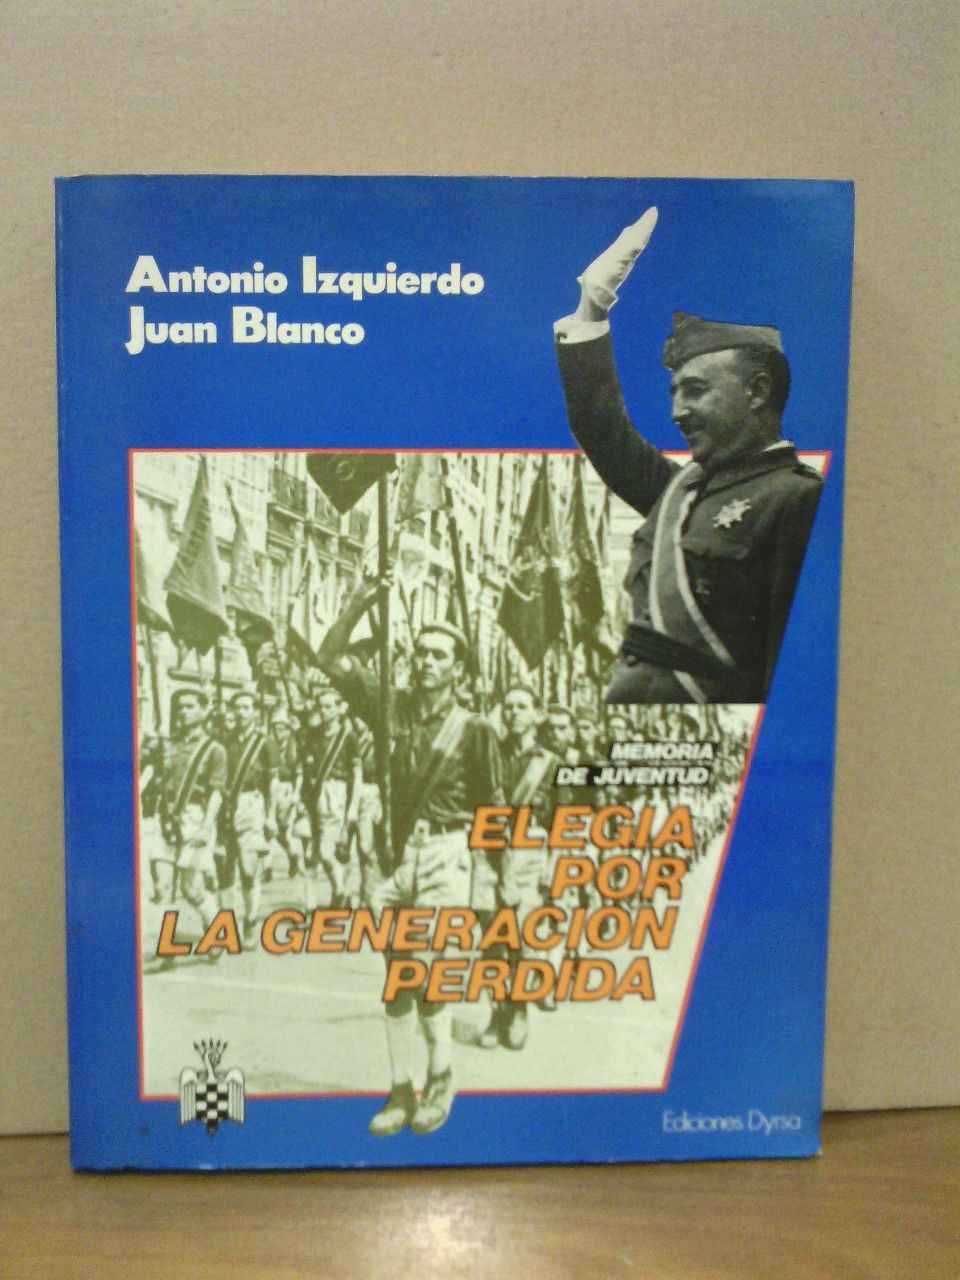 Antonio Izquierdo
Juan Blanco
MEMORIA
DE JUVENTUD
ELEGIA
POR
LA GENERACION
PERDIDA
Ediciones Dyrsa